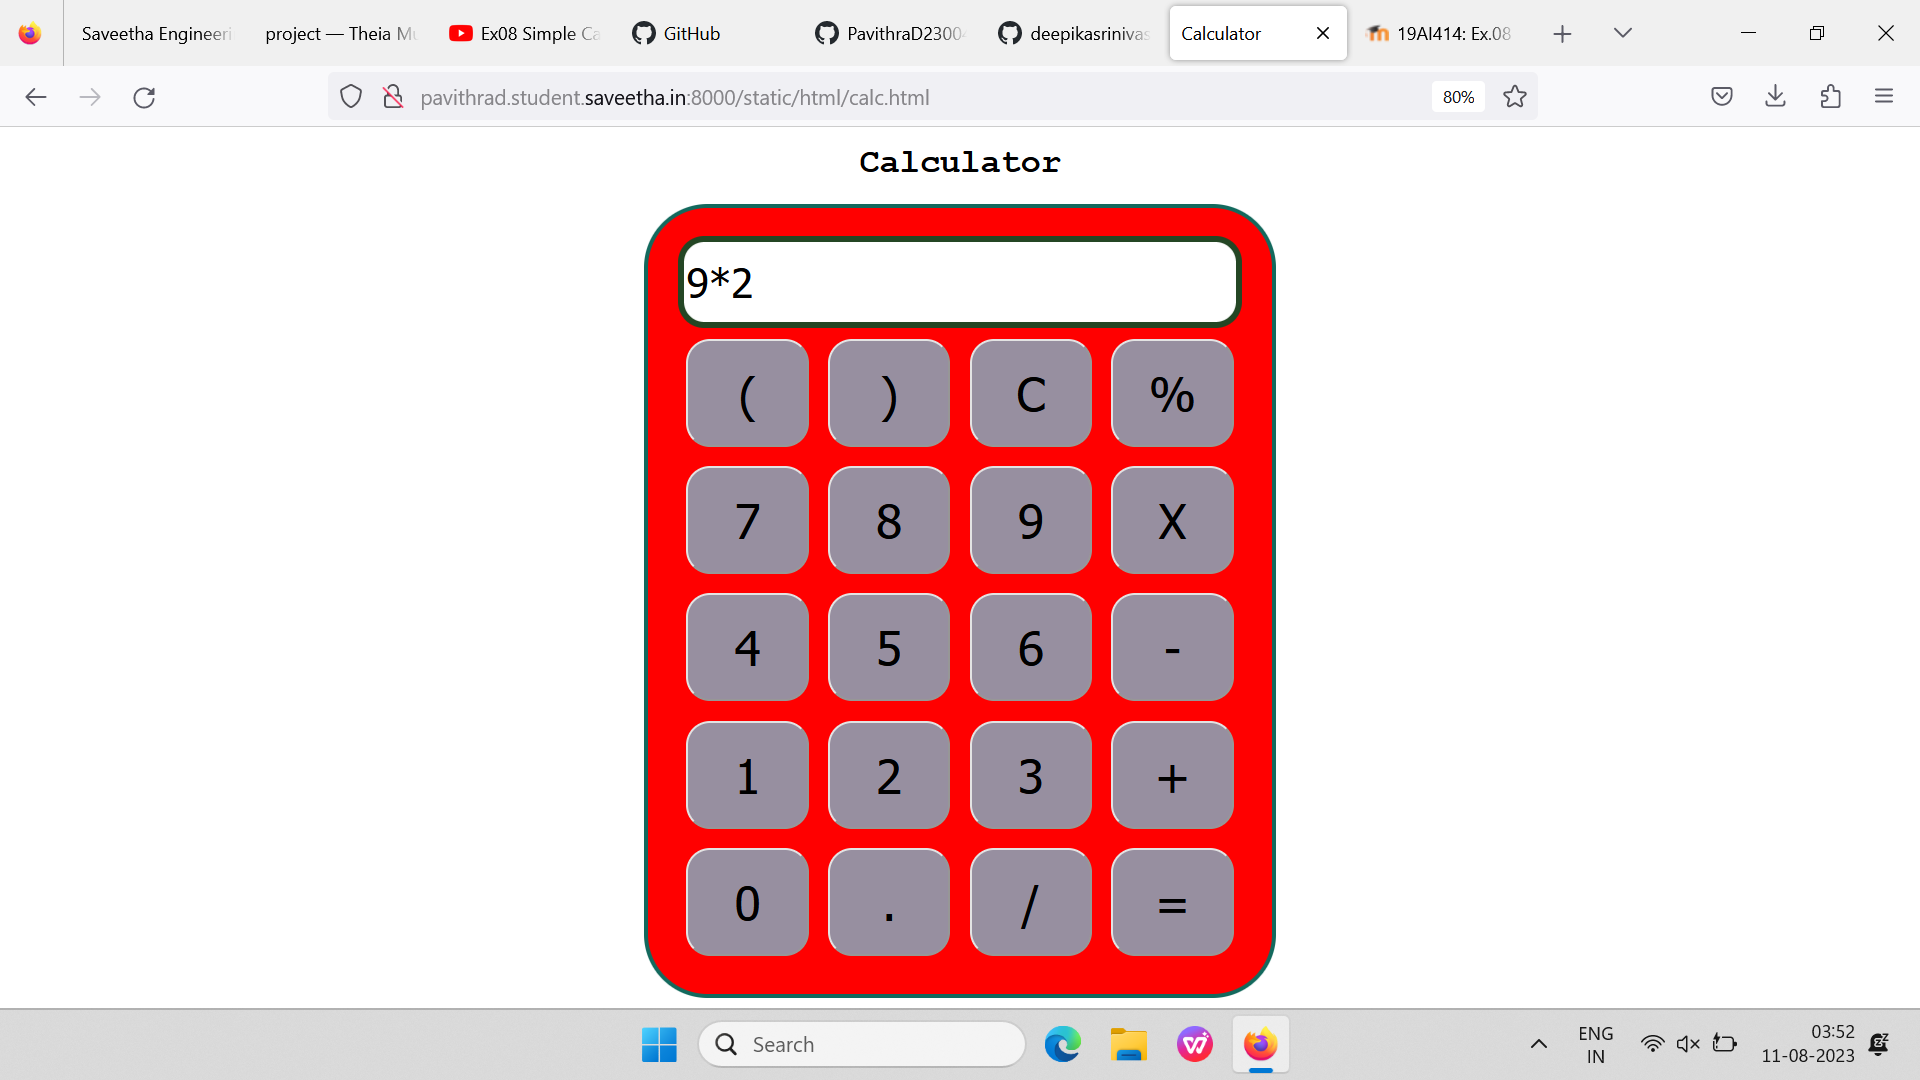 Saveetha Engineeri
project — Theia Mu
Ex08 Simple Ca
GitHub
PavithraD2300
deepikasrinivas
Calculator
19AI414: Ex.08
pavithrad.student.saveetha.in:8000/static/html/calc.html
80%
Calculator
9*2
( ) C %
7 8 9 X
4 5 6 -
1 2 3 +
0 . / =
Search
ENG
IN
03:52
11-08-2023